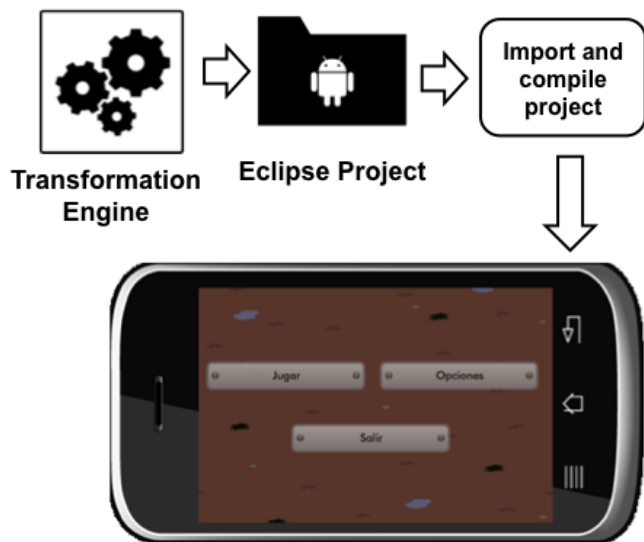 Transformation
Engine
Eclipse Project
Import and
compile
project
Jugar
Opciones
Salir